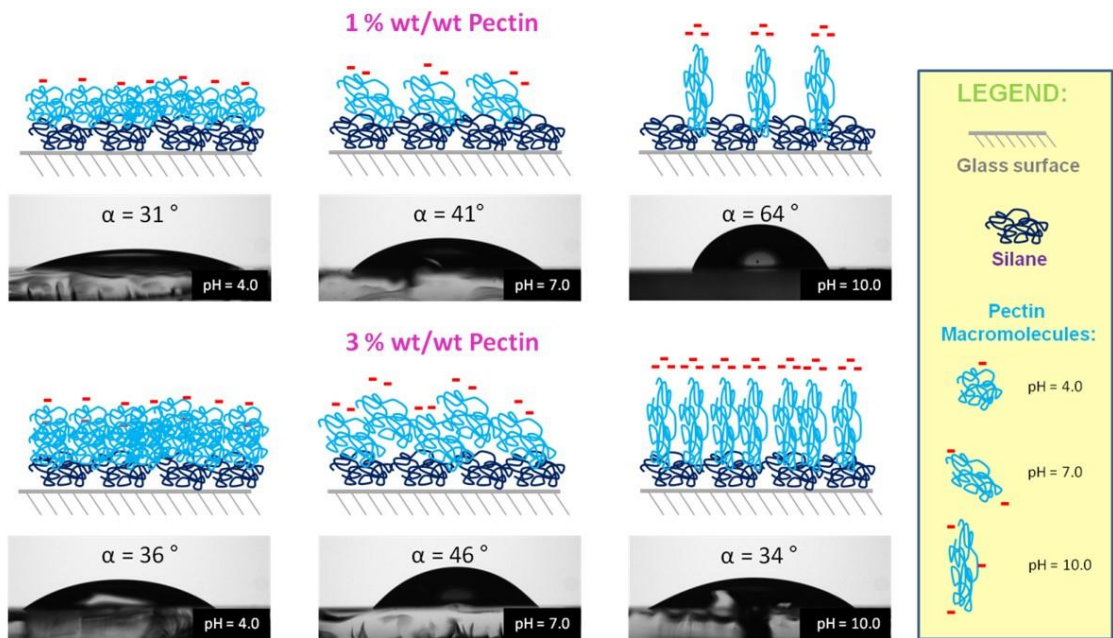 1 % wt/wt Pectin
α = 31 °
pH = 4.0
α = 41°
pH = 7.0
α = 64°
pH = 10.0
3 % wt/wt Pectin
α = 36 °
pH = 4.0
α = 46 °
pH = 7.0
α = 34 °
pH = 10.0
LEGEND:
Glass surface
Silane
Pectin
Macromolecules:
pH = 4.0
pH = 7.0
pH = 10.0